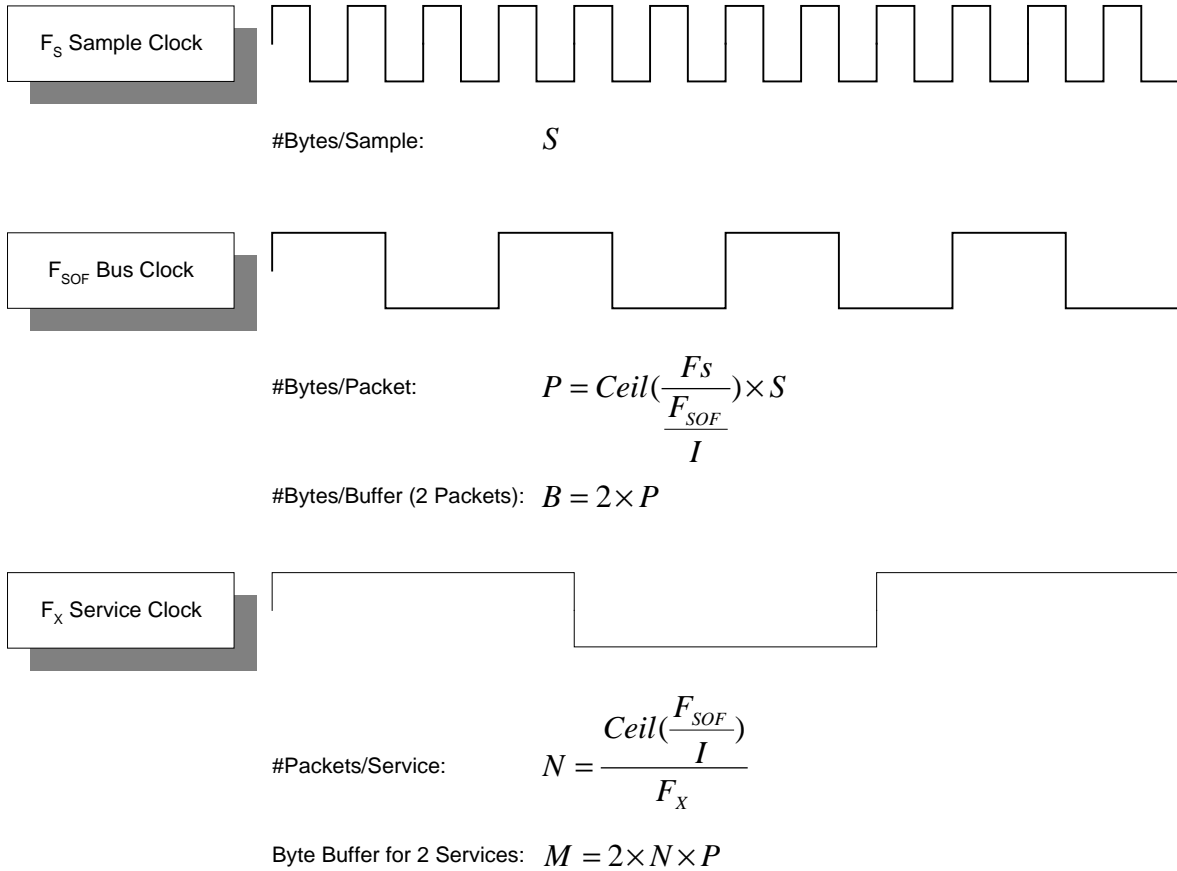 F_S Sample Clock
#Bytes/Sample: S
F_SOF Bus Clock
#Bytes/Packet: P = Ceil(Fs / (F_SOF / I)) × S
#Bytes/Buffer (2 Packets): B = 2 × P
F_X Service Clock
#Packets/Service: N = Ceil(F_SOF / I) / F_X
Byte Buffer for 2 Services: M = 2 × N × P